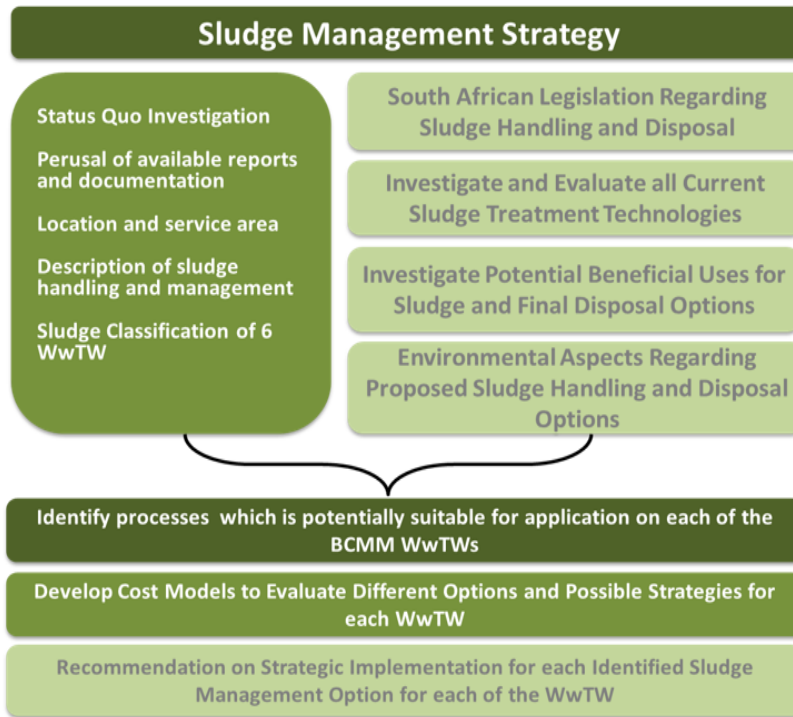 Sludge Management Strategy
Status Quo Investigation
Perusal of available reports
and documentation
Location and service area
Description of sludge
handling and management
Sludge Classification of 6
WwTW
South African Legislation Regarding
Sludge Handling and Disposal
Investigate and Evaluate all Current
Sludge Treatment Technologies
Investigate Potential Beneficial Uses for
Sludge and Final Disposal Options
Environmental Aspects Regarding
Proposed Sludge Handling and Disposal
Options
Identify processes which is potentially suitable for application on each of the
BCMM WwTWs
Develop Cost Models to Evaluate Different Options and Possible Strategies for
each WwTW
Recommendation on Strategic Implementation for each Identified Sludge
Management Option for each of the WwTW